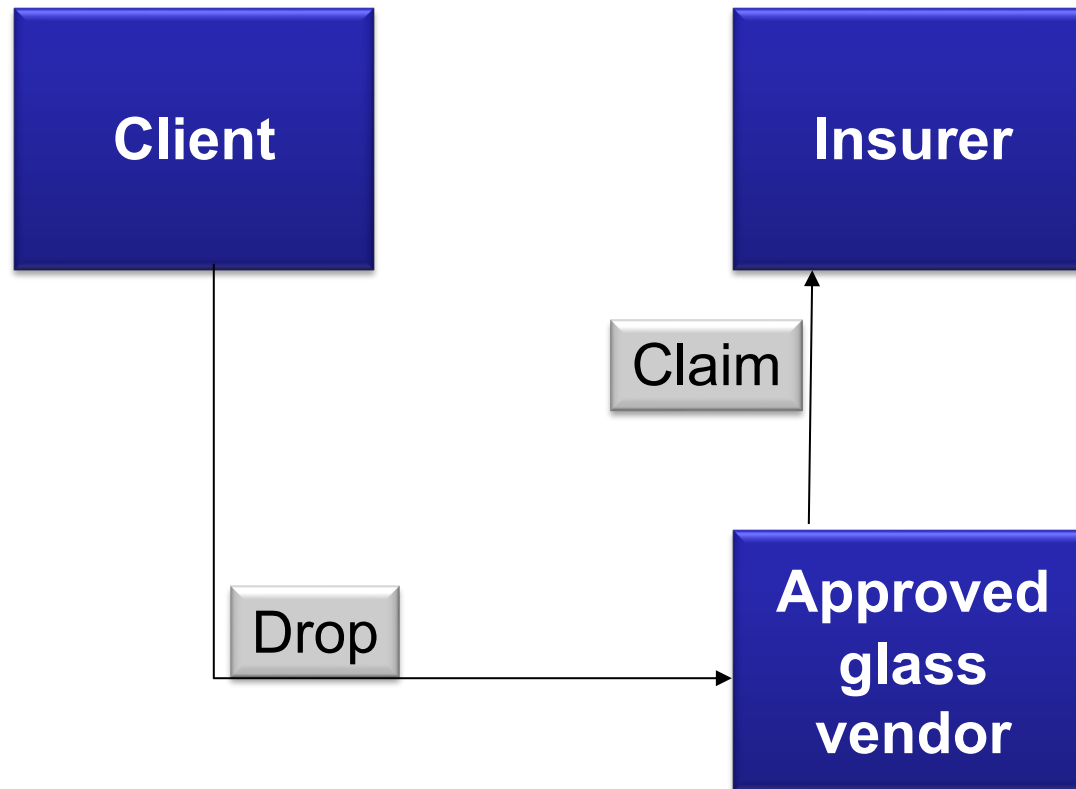 Client
Insurer
Claim
Drop
Approved
glass
vendor